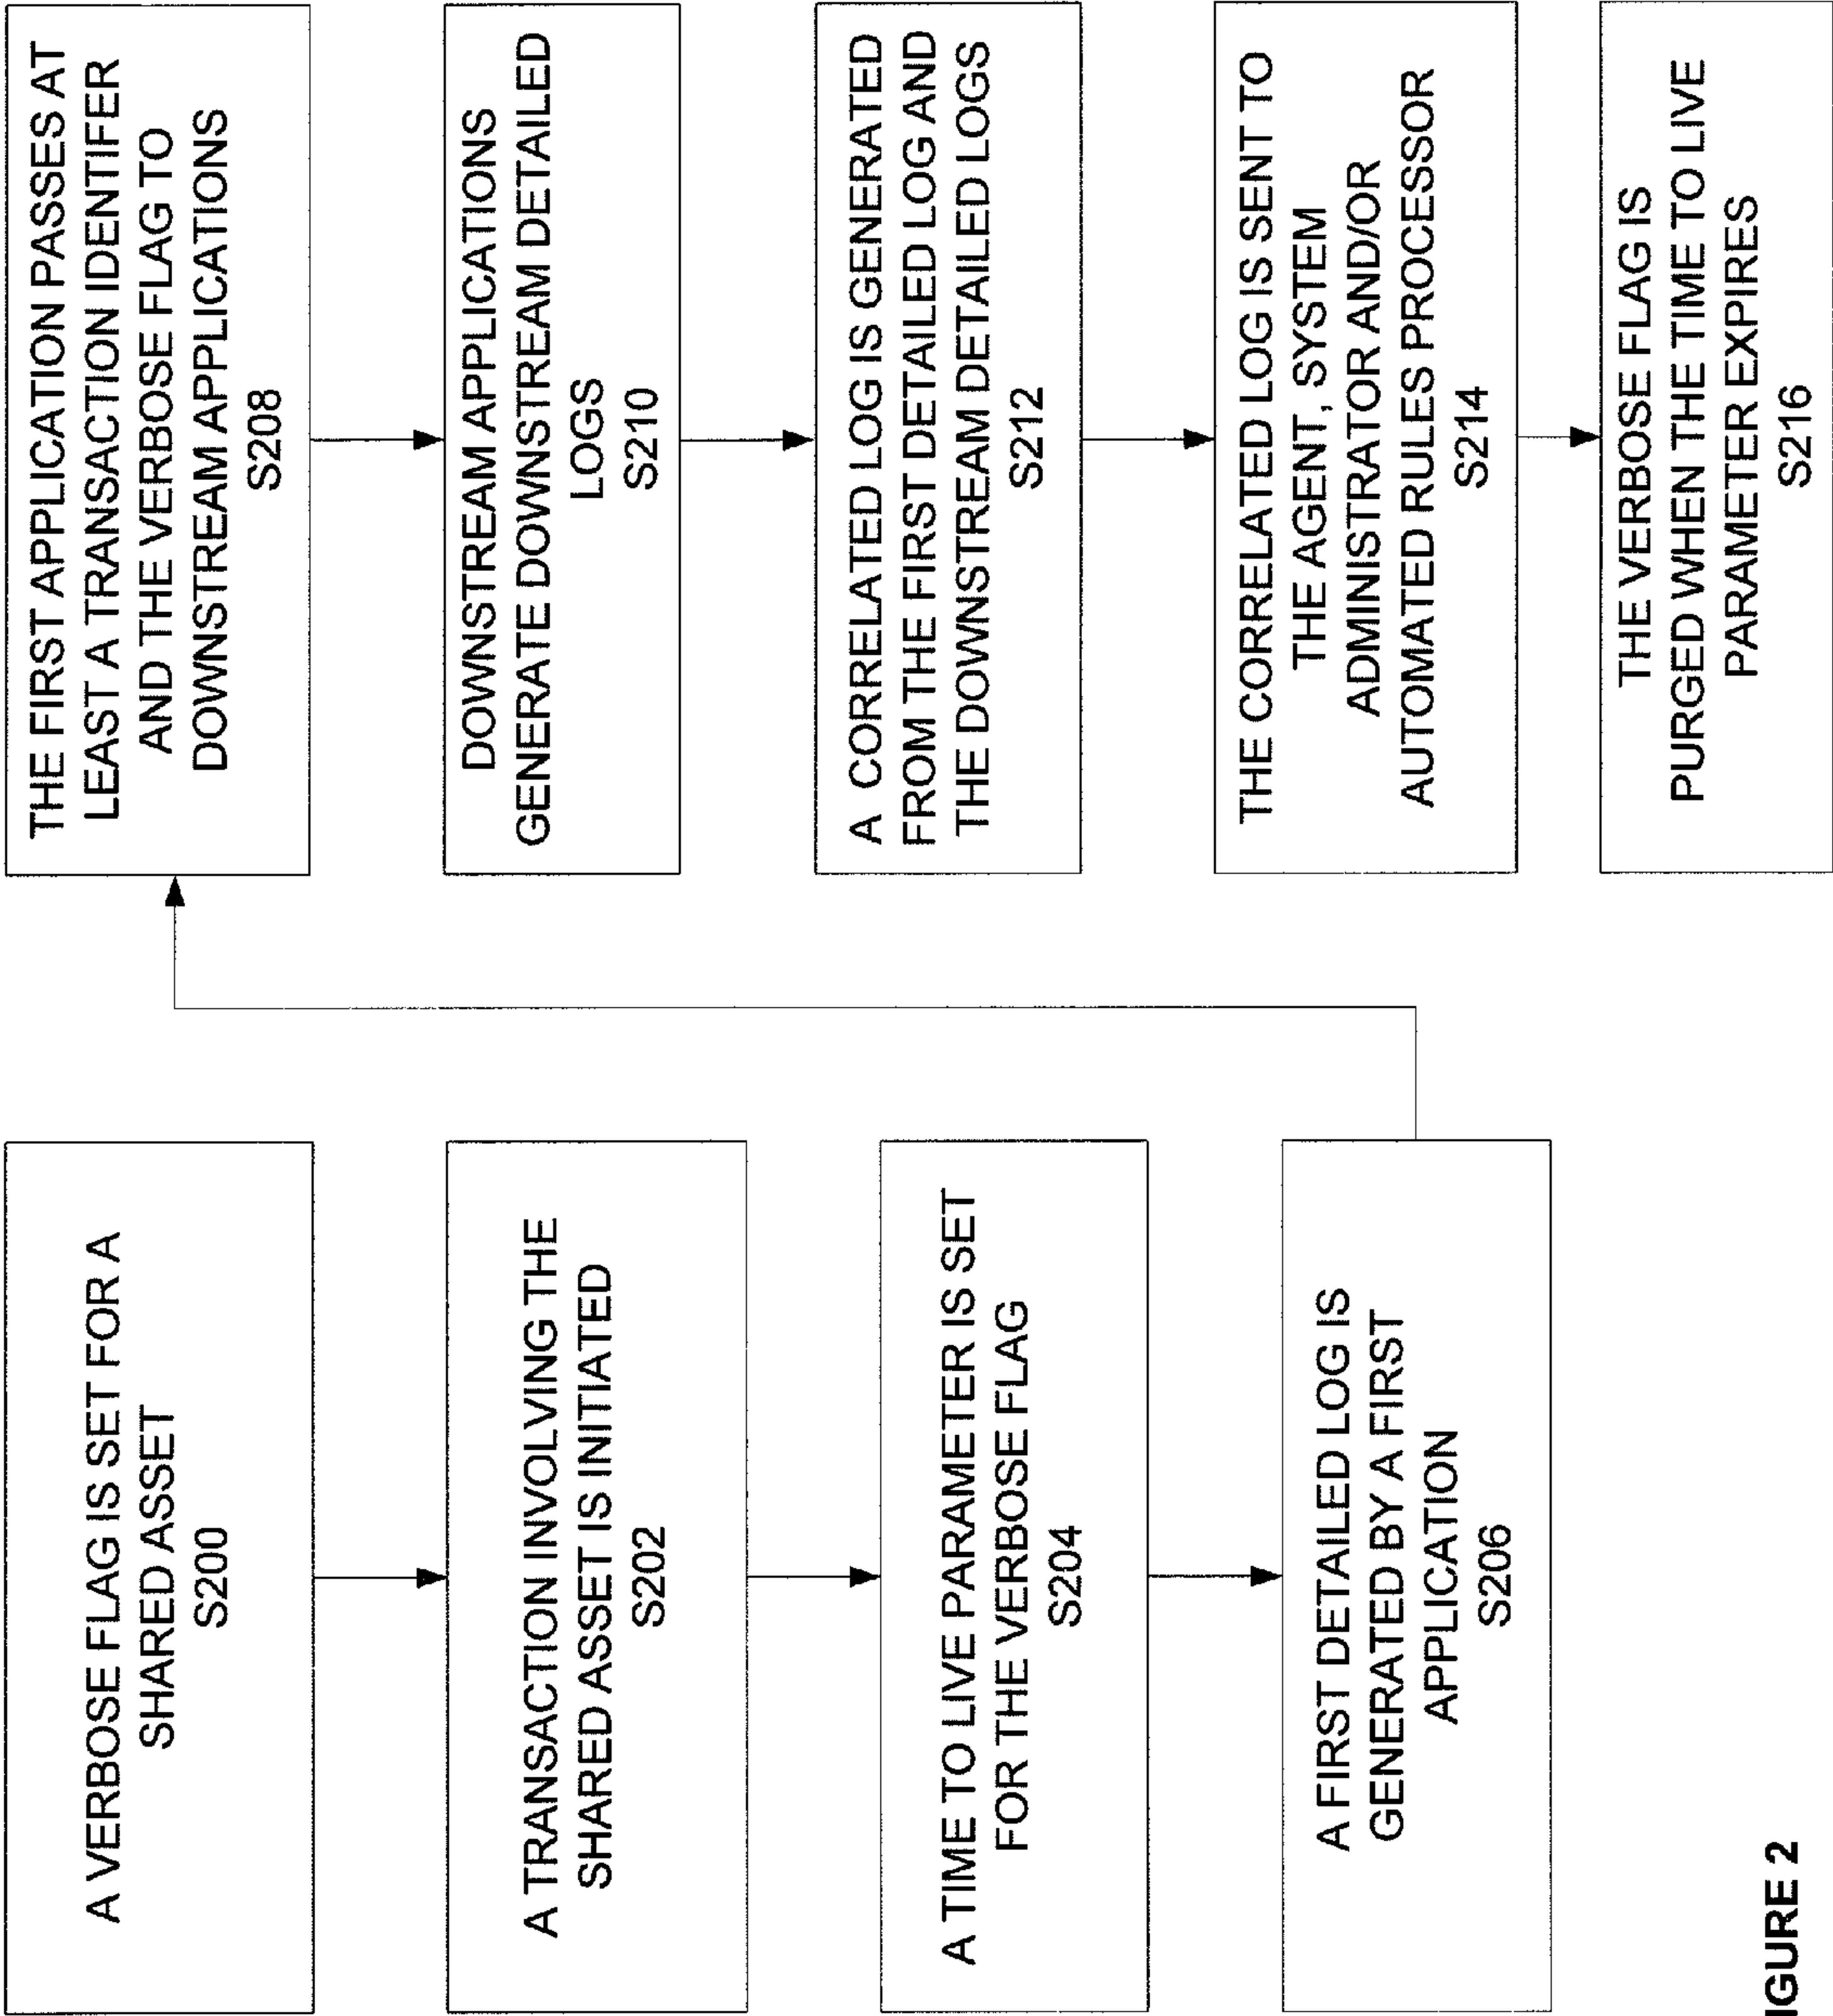 A VERBOSE FLAG IS SET FOR A
SHARED ASSET
S200
A TRANSACTION INVOLVING THE
SHARED ASSET IS INITIATED
S202
A TIME TO LIVE PARAMETER IS SET
FOR THE VERBOSE FLAG
S204
A FIRST DETAILED LOG IS
GENERATED BY A FIRST
APPLICATION
S206
THE FIRST APPLICATION PASSES AT
LEAST A TRANSACTION IDENTIFER
AND THE VERBOSE FLAG TO
DOWNSTREAM APPLICATIONS
S208
DOWNSTREAM APPLICATIONS
GENERATE DOWNSTREAM DETAILED
LOGS
S210
A CORRELATED LOG IS GENERATED
FROM THE FIRST DETAILED LOG AND
THE DOWNSTREAM DETAILED LOGS
S212
THE CORRELATED LOG IS SENT TO
THE AGENT, SYSTEM
ADMINISTRATOR AND/OR
AUTOMATED RULES PROCESSOR
S214
THE VERBOSE FLAG IS
PURGED WHEN THE TIME TO LIVE
PARAMETER EXPIRES
S216
IGURE 2